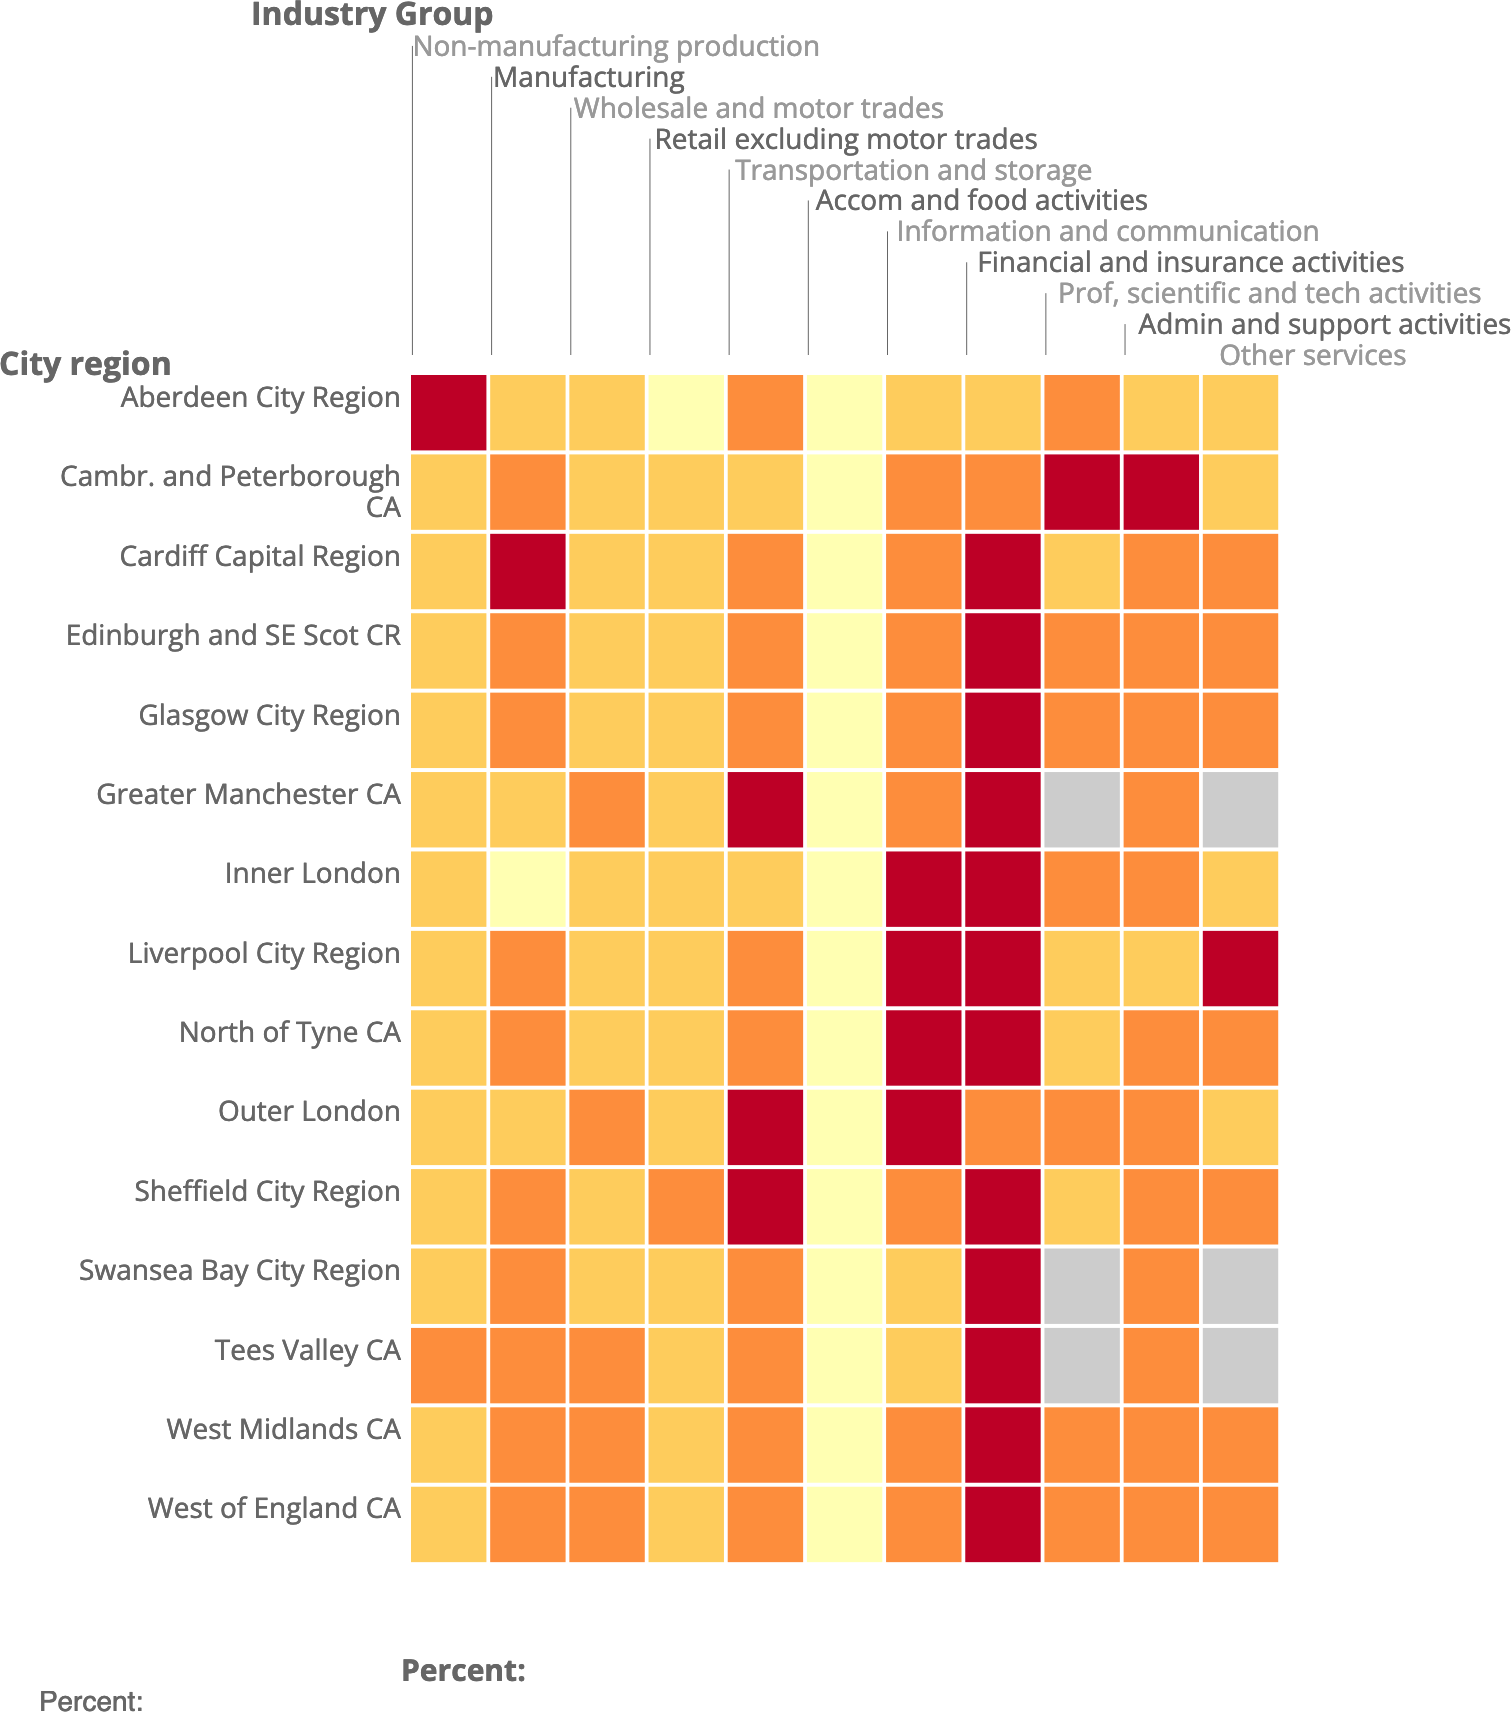 Industry Group
Non-manufacturing production
Manufacturing
Wholesale and motor trades
Retail excluding motor trades
Transportation and storage
Accom and food activities
Information and communication
Financial and insurance activities
Prof, scientific and tech activities
Admin and support activities
Other services
City region
Aberdeen City Region
Cambr. and Peterborough
CA
Cardiff Capital Region
Edinburgh and SE Scot CR
Glasgow City Region
Greater Manchester CA
Inner London
Liverpool City Region
North of Tyne CA
Outer London
Sheffield City Region
Swansea Bay City Region
Tees Valley CA
West Midlands CA
West of England CA
Percent:
Percent: